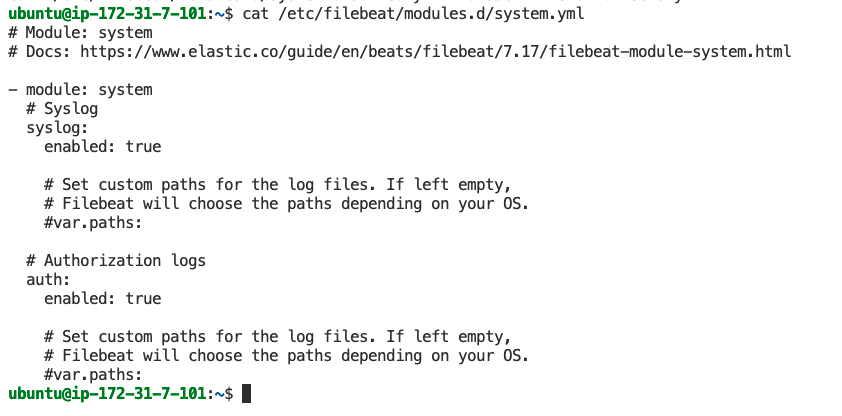 ubuntu@ip-172-31-7-101:~$ cat /etc/filebeat/modules.d/system.yml
# Module: system
# Docs: https://www.elastic.co/guide/en/beats/filebeat/7.17/filebeat-module-system.html

- module: system
  # Syslog
  syslog:
    enabled: true

    # Set custom paths for the log files. If left empty,
    # Filebeat will choose the paths depending on your OS.
    #var.paths:

  # Authorization logs
  auth:
    enabled: true

    # Set custom paths for the log files. If left empty,
    # Filebeat will choose the paths depending on your OS.
    #var.paths:
ubuntu@ip-172-31-7-101:~$